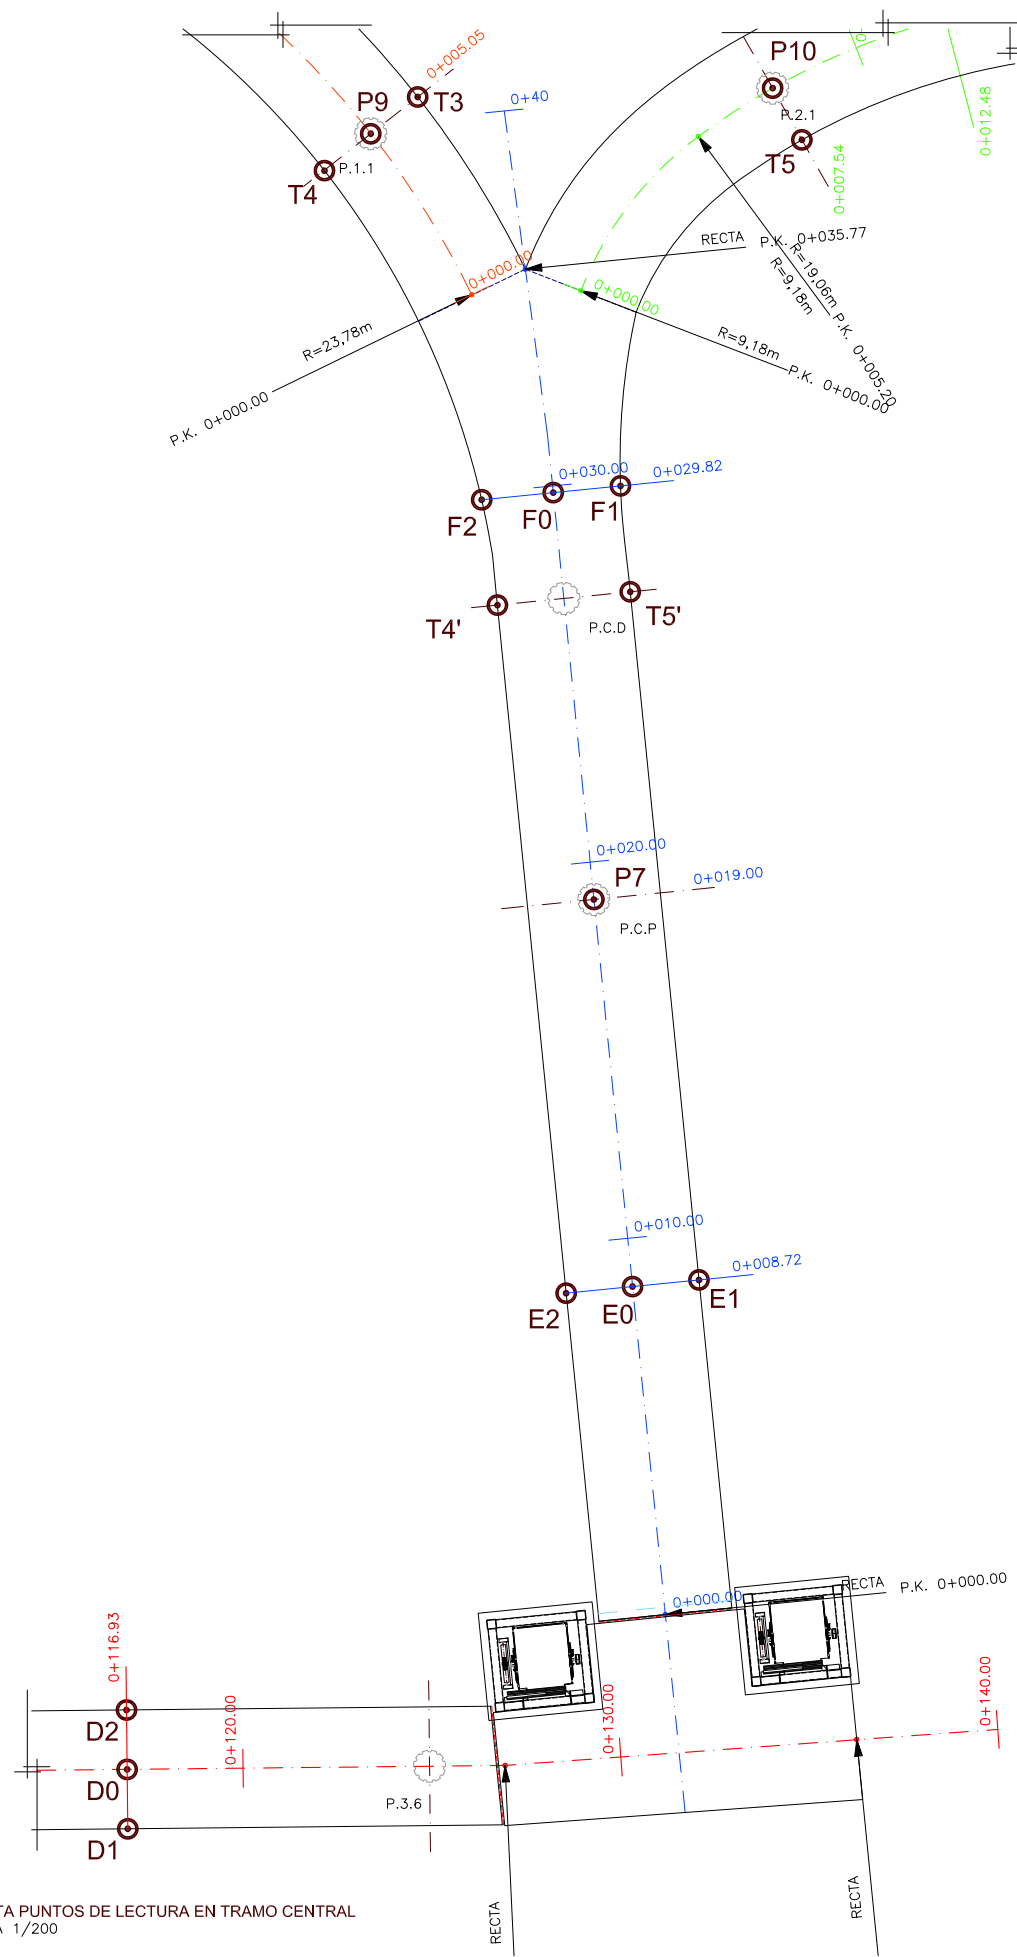 0+005.05
P10
0+40
T3
P9
P.2.1
0+012.48
P.1.1
T5
T4
0+007.54
RECTA P.K. 0+035.77
R=19,06m P.K. 0+005.20
R=9,18m
0+000.00
0+000.00
R=23,78m
R=9,18m P.K. 0+000.00
P.K. 0+000.00
0+030.00
0+029.82
F2
F0
F1
T4'
T5'
P.C.D
0+020.00
P7
0+019.00
P.C.P
0+010.00
0+008.72
E2
E0
E1
RECTA P.K. 0+000.00
0+000.00
0+116.93
0+120.00
0+130.00
0+140.00
D2
D0
P.3.6
D1
RECTA
RECTA
TA PUNTOS DE LECTURA EN TRAMO CENTRAL
A 1/200